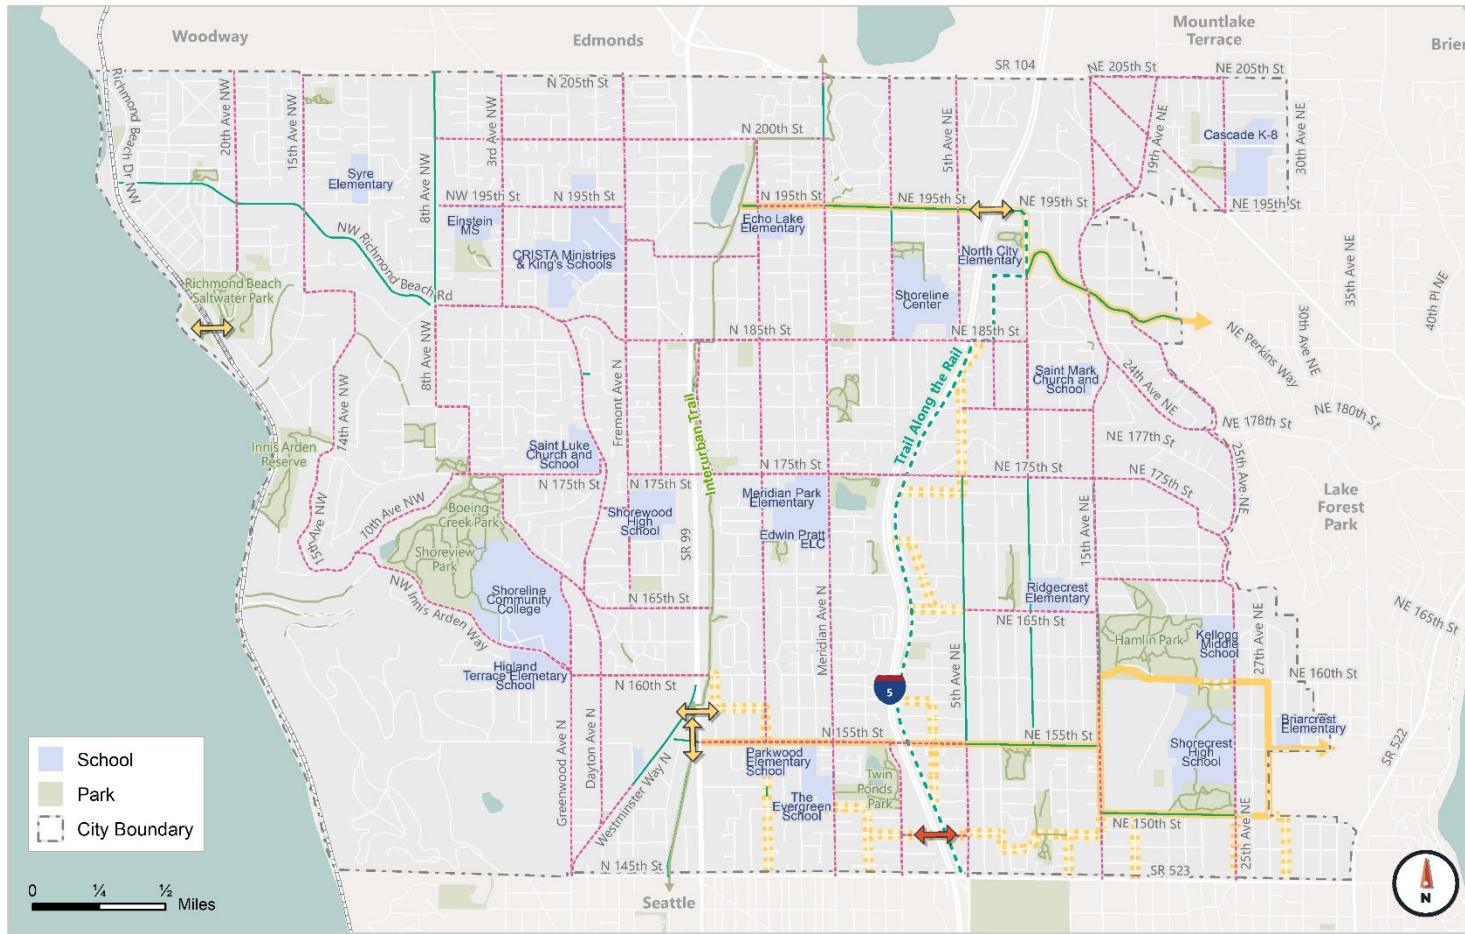 Woodway
Edmonds
Mountlake
Terrace
Brier
SR 104
NE 205th St
NE 205th St
N 205th St
Richmond Beach Dr NW
20th Ave NW
15th Ave NW
8th Ave NW
3rd Ave NW
N 200th St
5th Ave NE
19th Ave NE
30th Ave NE
Cascade K-8
Syre
Elementary
NW 195th St
N 195th St
N 195th St
NE 195th St
NE 195th St
NE 195th St
Einstein
MS
Echo Lake
Elementary
CRISTA Ministries
& King's Schools
North City
Elementary
NW Richmond Beach Rd
Richmond Beach
Saltwater Park
Shoreline
Center
35th Ave NE
40th Pl NE
30th Ave NE
N 185th St
NE 185th St
NE Perkins Way
8th Ave NW
14th Ave NW
Fremont Ave N
Interurban Trail
Trail Along the Rail
Saint Mark
Church and
School
24th Ave NE
NE 180th St
NE 178th St
NE 177th St
25th Ave NE
Innis Arden
Reserve
Saint Luke
Church and
School
N 175th St
N 175th St
N 175th St
NE 175th St
NE 175th St
10th Ave NW
15th Ave NW
Boeing
Creek Park
Shoreview
Park
Shorewood
High
School
SR 99
Meridian Park
Elementary
Edwin Pratt
ELC
15th Ave NE
Lake
Forest
Park
NW Innis Arden Way
Shoreline
Community
College
N 165th St
Ridgecrest
Elementary
NE 165th St
NE 165th St
Meridian Ave N
5th Ave NE
Hamlin Park
Kellogg
Middle
School
27th Ave NE
NE 160th St
Higland
Terrace Elemetary
School
N 160th St
5
Greenwood Ave N
Dayton Ave N
Westminster Way N
N 155th St
NE 155th St
Briarcrest
Elementary
Parkwood
Elementary
School
Shorecrest
High
School
SR 522
The
Evergreen
School
Twin
Ponds
Park
NE 150th St
25th Ave NE
N 145th St
SR 523
Seattle
School
Park
City Boundary
0
¼
½
Miles
N